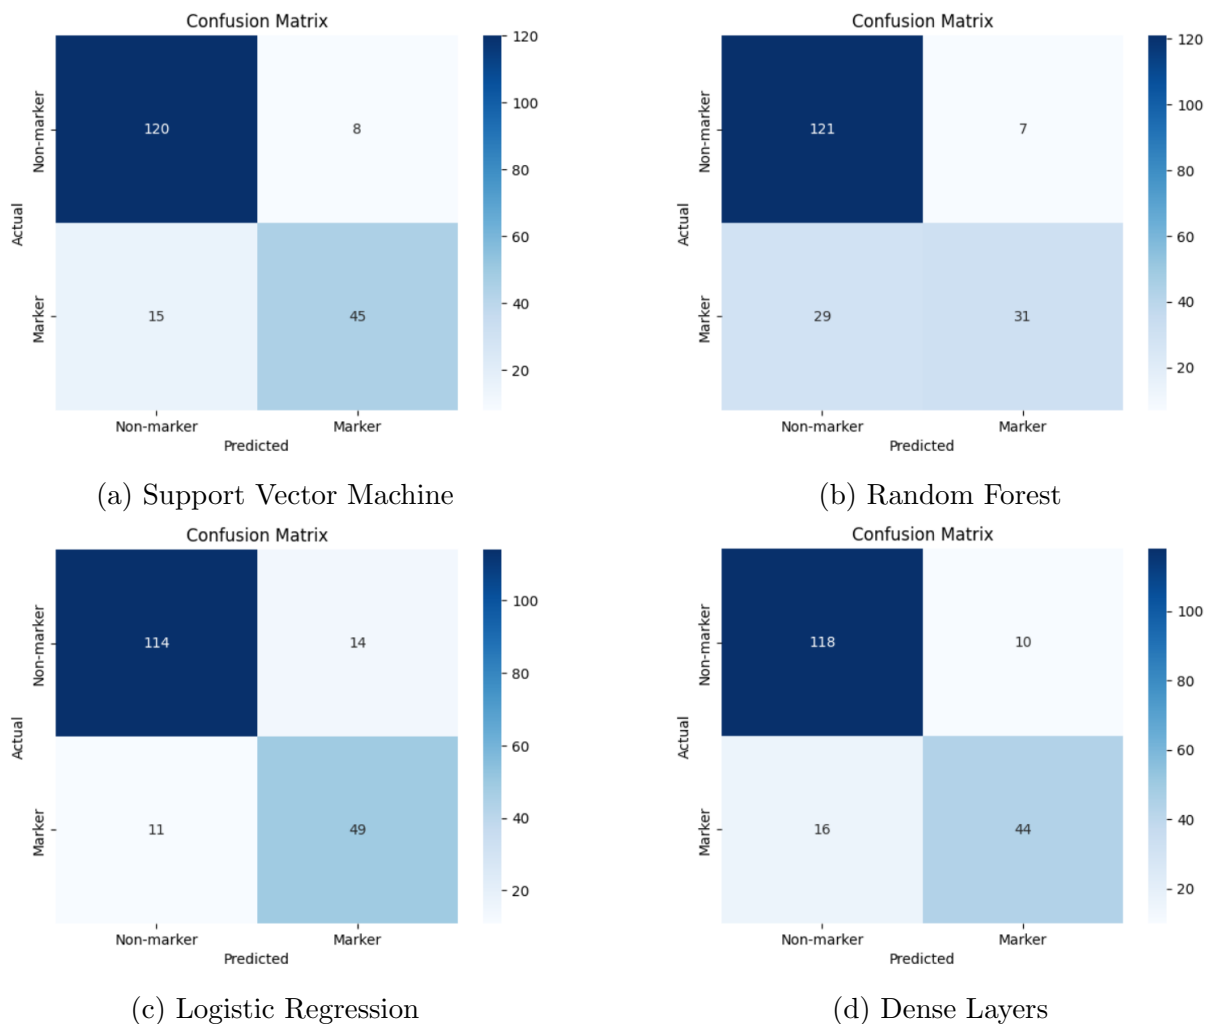 Confusion Matrix
Non-marker
Marker
Actual
120 8
15 45
Non-marker Marker
Predicted
120
100
80
60
40
20
(a) Support Vector Machine
Confusion Matrix
Non-marker
Marker
Actual
121 7
29 31
Non-marker Marker
Predicted
120
100
80
60
40
20
(b) Random Forest
Confusion Matrix
Non-marker
Marker
Actual
114 14
11 49
Non-marker Marker
Predicted
100
80
60
40
20
(c) Logistic Regression
Confusion Matrix
Non-marker
Marker
Actual
118 10
16 44
Non-marker Marker
Predicted
100
80
60
40
20
(d) Dense Layers